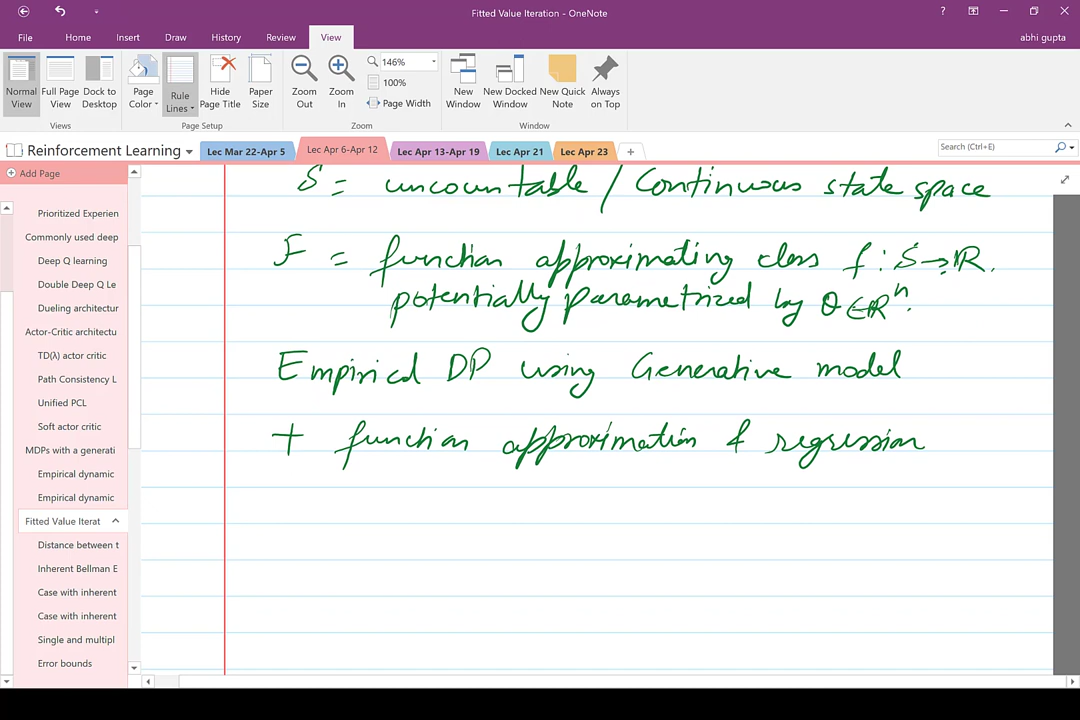 Fitted Value Iteration - OneNote
File Home Insert Draw History Review View abhi gupta
Normal View
Full Page View
Dock to Desktop
Page Color
Rule Lines
Hide Page Title
Paper Size
Zoom Out
Zoom In
146%
100%
Page Width
New Window
New Docked Window
New Quick Note
Always on Top
Views Page Setup Zoom Window
Reinforcement Learning Lec Mar 22-Apr 5 Lec Apr 6-Apr 12 Lec Apr 13-Apr 19 Lec Apr 21 Lec Apr 23 + Search (Ctrl+E)
Add Page
Prioritized Experien
Commonly used deep
Deep Q learning
Double Deep Q Le
Dueling architectur
Actor-Critic architectu
TD(λ) actor critic
Path Consistency L
Unified PCL
Soft actor critic
MDPs with a generati
Empirical dynamic
Empirical dynamic
Fitted Value Iterat
Distance between t
Inherent Bellman E
Case with inherent
Case with inherent
Single and multipl
Error bounds
S = uncountable / Continuous state space
F = function approximating class f : S → ℝ,
potentially parametrized by θ ∈ ℝⁿ.
Empirical DP using Generative model
+ function approximation & regression